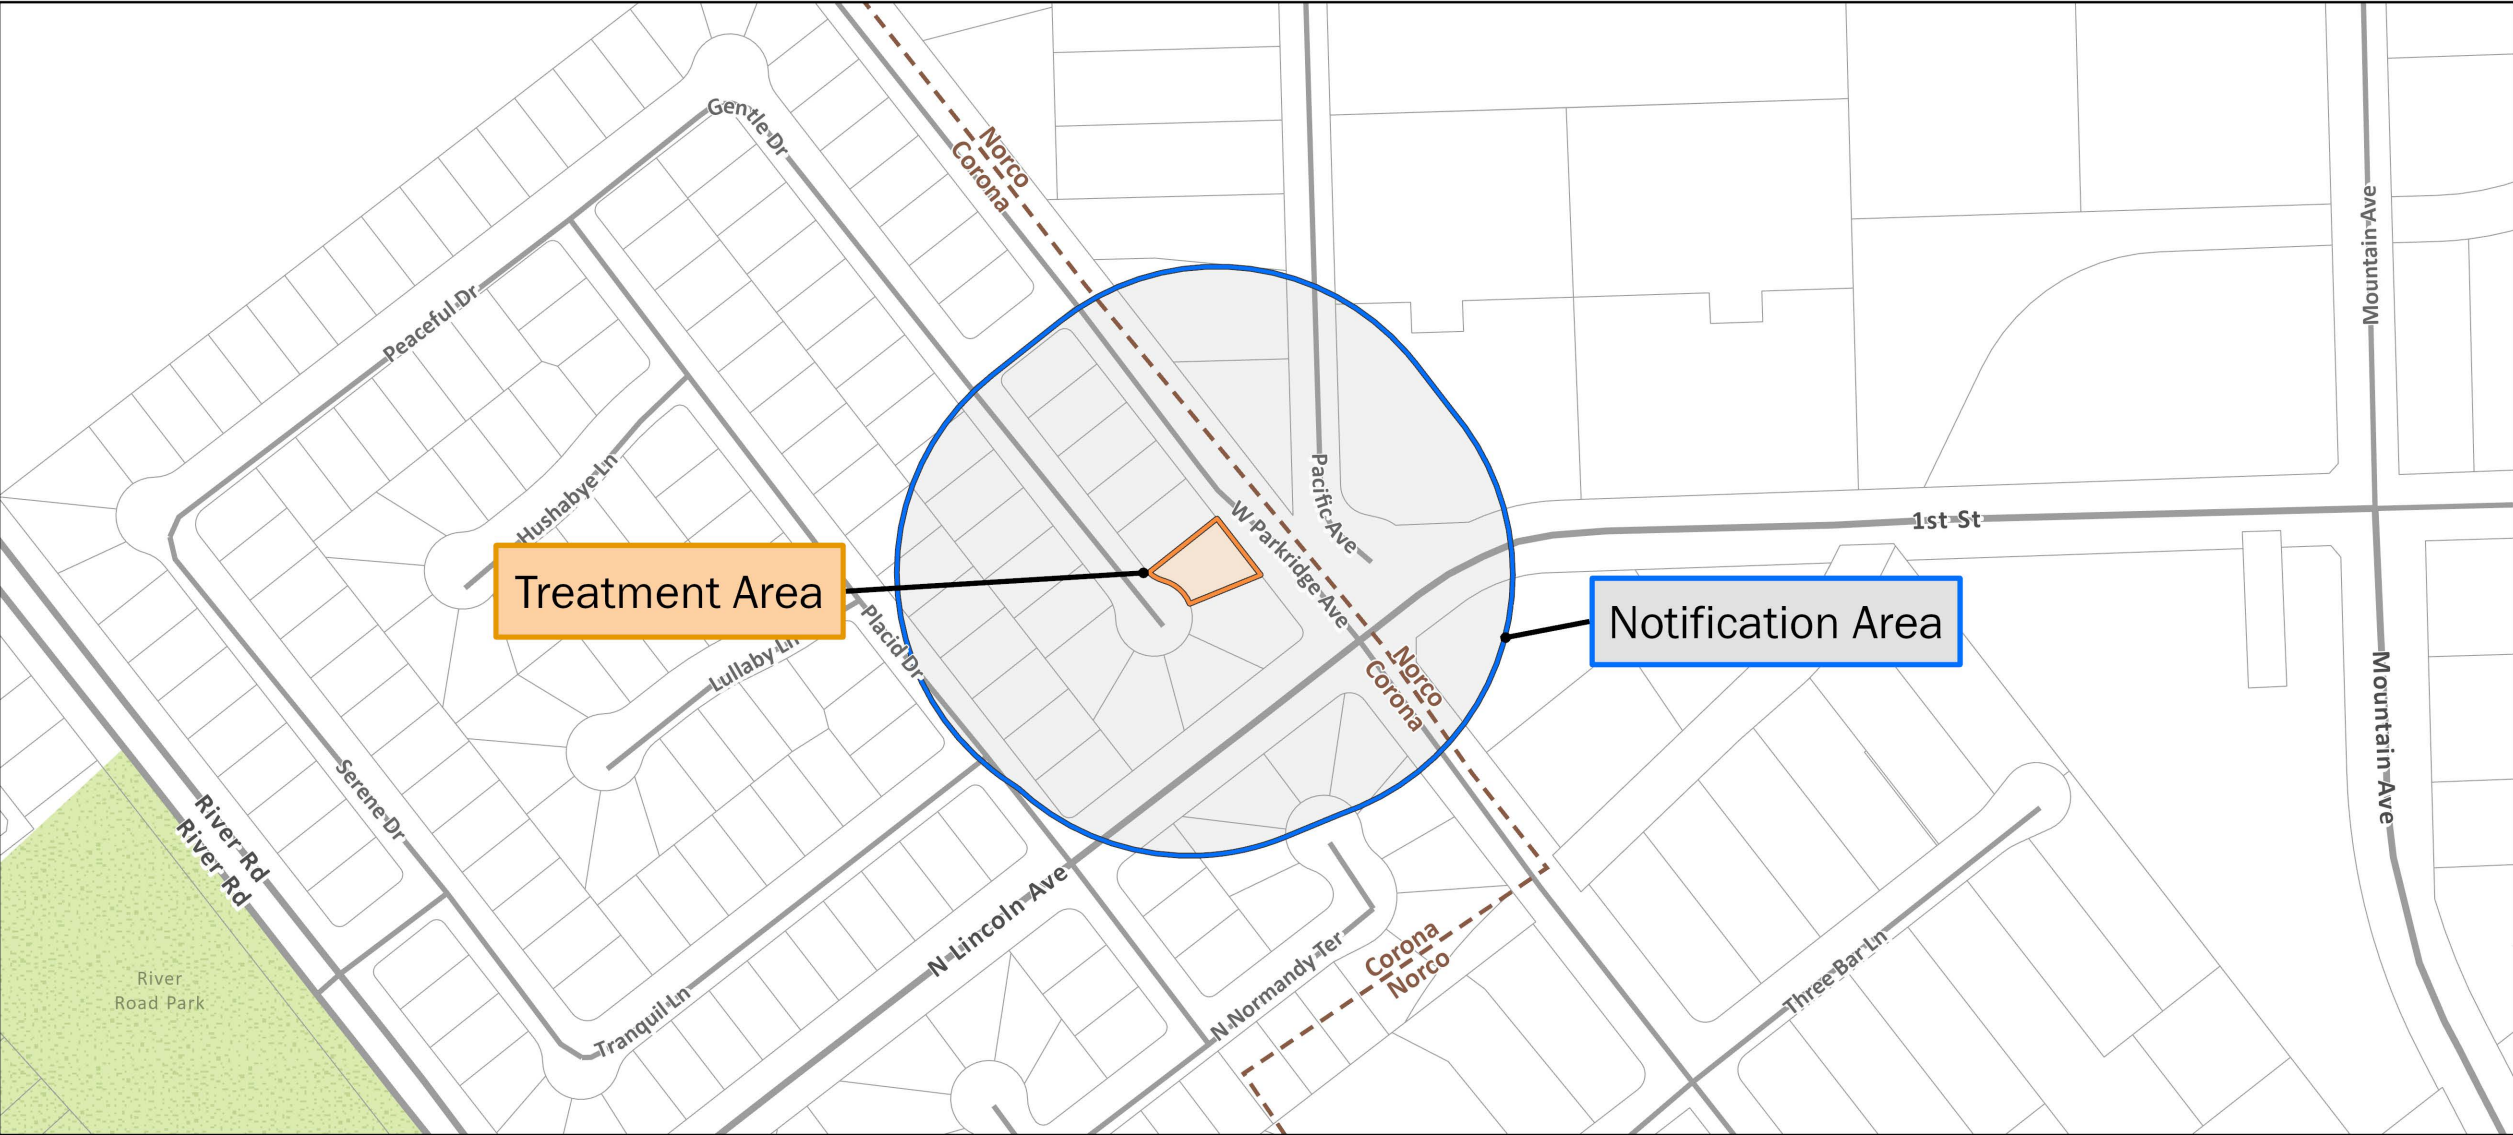 Gentle Dr
Norco
Corona
Mountain Ave
Peaceful Dr
Hushabye Ln
Pacific Ave
W Parkridge Ave
1st St
Treatment Area
Notification Area
Placid Dr
Lullaby Ln
Norco
Corona
Mountain Ave
Serene Dr
River Rd
River Rd
N Lincoln Ave
Corona
Norco
Three Bar Ln
N Normandy Ter
Tranquil Ln
River
Road Park